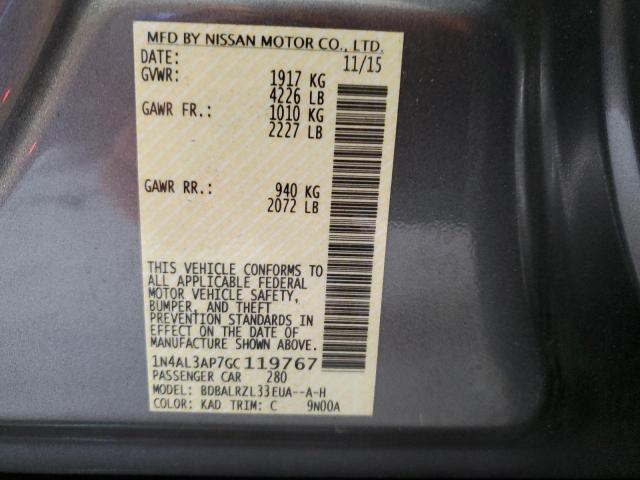 MFD BY NISSAN MOTOR CO., LTD.
DATE: 11/15
GVWR: 1917 KG
4226 LB
GAWR FR.: 1010 KG
2227 LB
GAWR RR.: 940 KG
2072 LB
THIS VEHICLE CONFORMS TO
ALL APPLICABLE FEDERAL
MOTOR VEHICLE SAFETY,
BUMPER, AND THEFT
PREVENTION STANDARDS IN
EFFECT ON THE DATE OF
MANUFACTURE SHOWN ABOVE.
1N4AL3AP7GC119767
PASSENGER CAR 280
MODEL: BDBALRZL33EUA--A-H
COLOR: KAD TRIM: C 9N00A